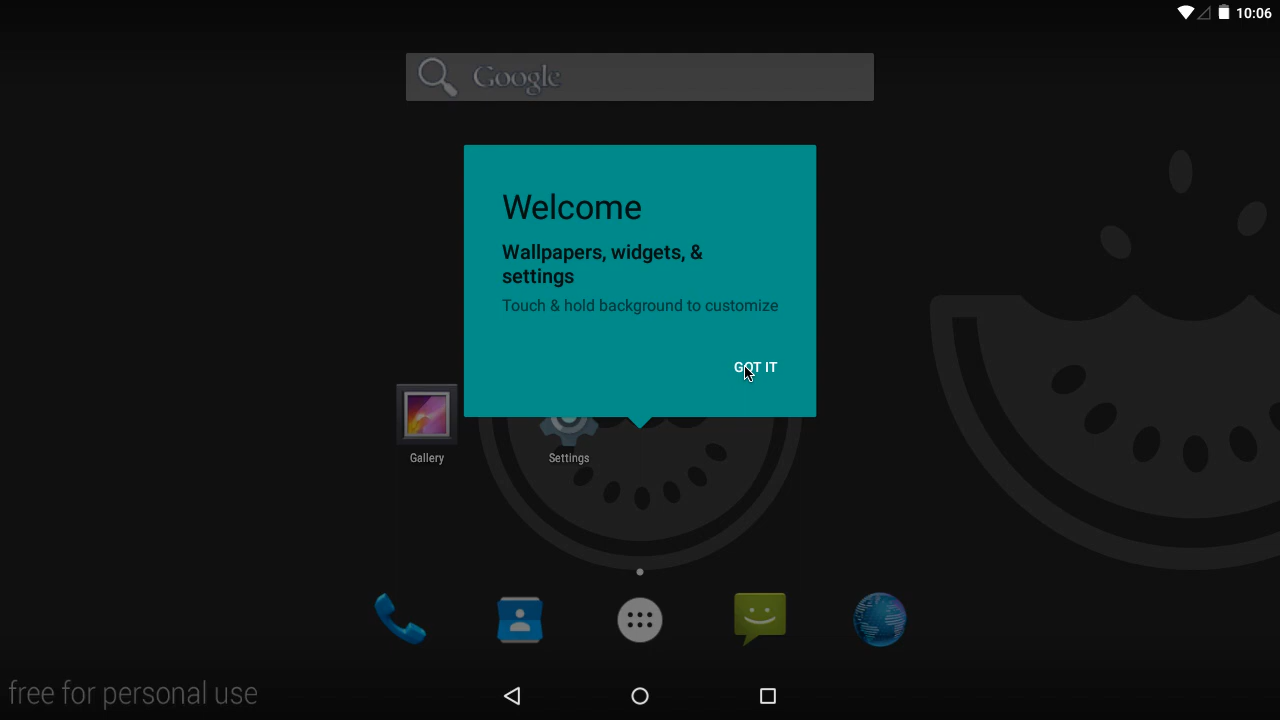 10:06
Google
Welcome
Wallpapers, widgets, &
settings
Touch & hold background to customize
GOT IT
Gallery
Settings
free for personal use